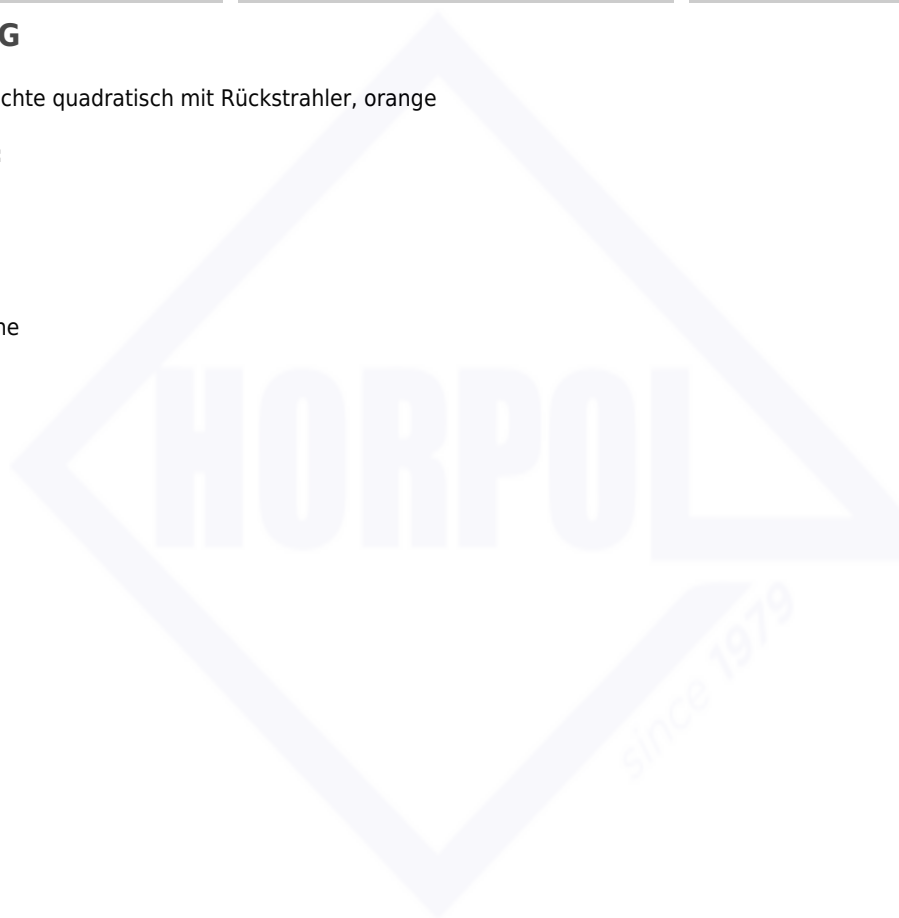 G
chte quadratisch mit Rückstrahler, orange
ne
HORPOL
since 1979